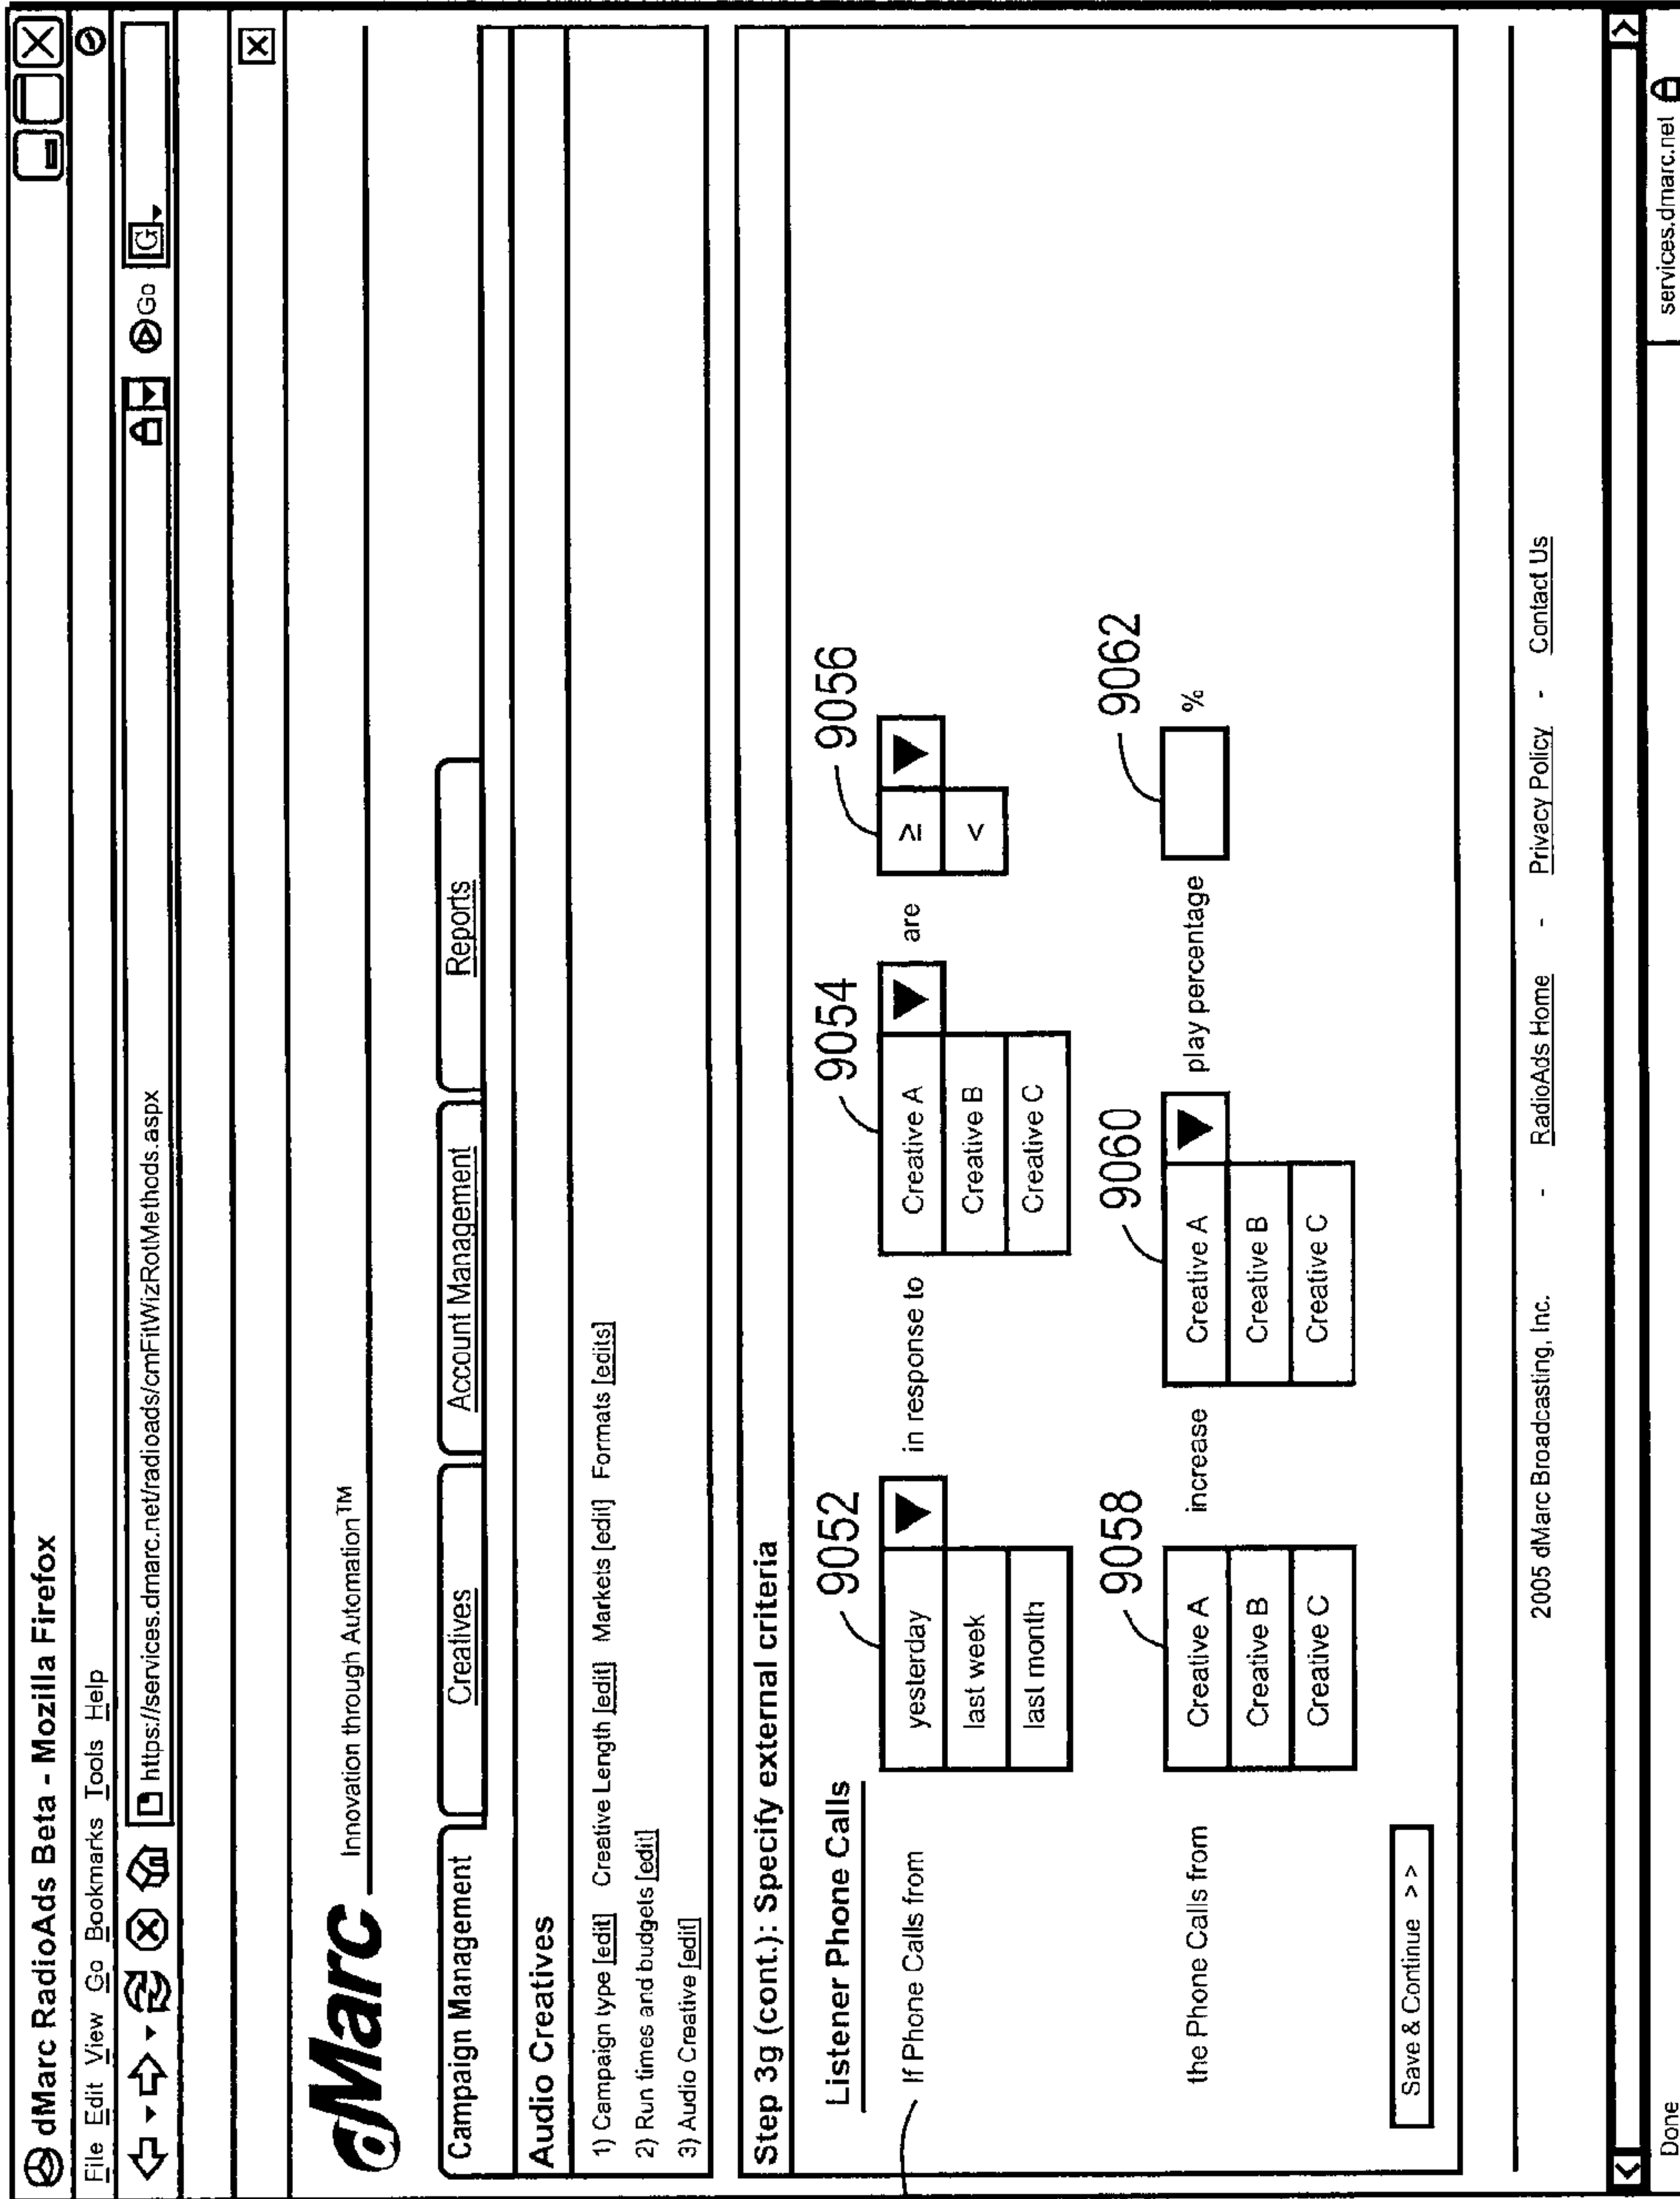 dMarc RadioAds Beta - Mozilla Firefox
File Edit View Go Bookmarks Tools Help
https://services.dmarc.net/radioads/cmFitWizRotMethods.aspx
Go
G
dMarc Innovation through Automation™
Campaign Management Creatives Account Management Reports
Audio Creatives
1) Campaign type [edit] Creative Length [edit] Markets [edit] Formats [edits]
2) Run times and budgets [edit]
3) Audio Creative [edit]
Step 3g (cont.): Specify external criteria
Listener Phone Calls
9052 9054 9056
If Phone Calls from yesterday in response to Creative A are ≥
last week Creative B <
last month Creative C
9058 9060 9062
the Phone Calls from Creative A increase Creative A play percentage %
Creative B Creative B
Creative C Creative C
Save & Continue >>
2005 dMarc Broadcasting, Inc. - RadioAds Home - Privacy Policy - Contact Us
Done services.dmarc.net